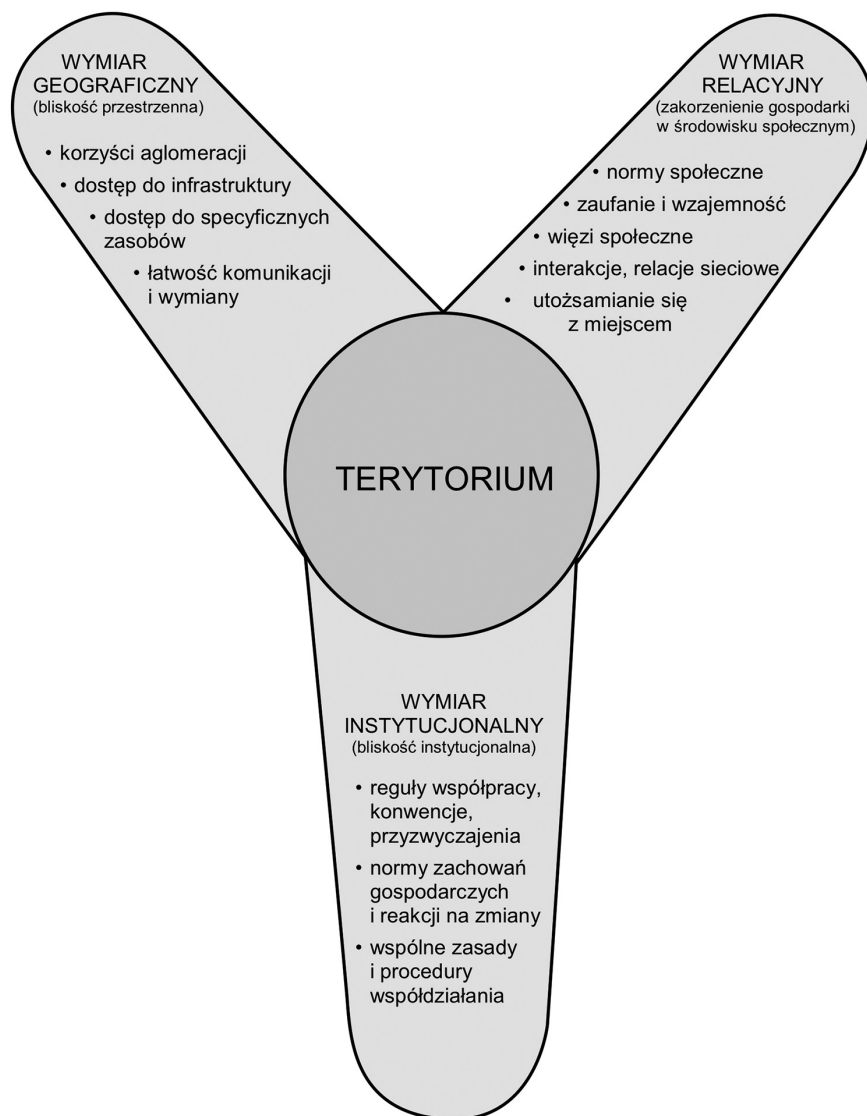 WYMIAR
GEOGRAFICZNY
(bliskość przestrzenna)
• korzyści aglomeracji
• dostęp do infrastruktury
• dostęp do specyficznych
zasobów
• łatwość komunikacji
i wymiany
WYMIAR
RELACYJNY
(zakorzenienie gospodarki
w środowisku społecznym)
• normy społeczne
• zaufanie i wzajemność
• więzi społeczne
• interakcje, relacje sieciowe
• utożsamianie się
z miejscem
TERYTORIUM
WYMIAR
INSTYTUCJONALNY
(bliskość instytucjonalna)
• reguły współpracy,
konwencje,
przyzwyczajenia
• normy zachowań
gospodarczych
i reakcji na zmiany
• wspólne zasady
i procedury
współdziałania